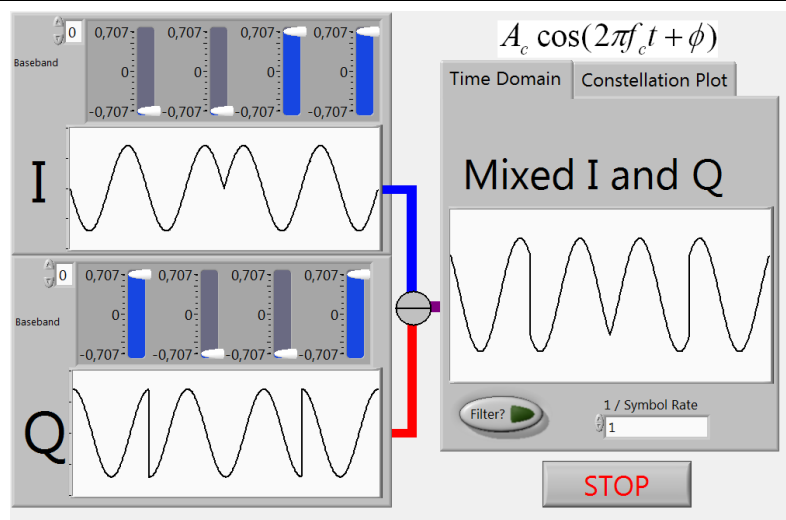 0
0,707 0,707 0,707 0,707
Baseband
0 0 0 0
-0,707 -0,707 -0,707 -0,707
I
0
0,707 0,707 0,707 0,707
Baseband
0 0 0 0
-0,707 -0,707 -0,707 -0,707
Q
A_c cos(2πf_c t + ϕ)
Time Domain Constellation Plot
Mixed I and Q
Filter?
1 / Symbol Rate
1
STOP